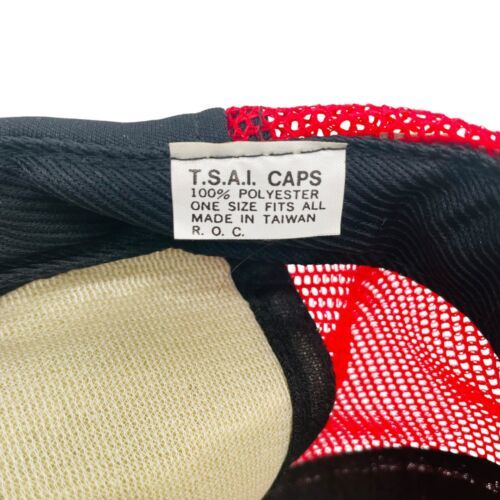 T.S.A.I. CAPS
100% POLYESTER
ONE SIZE FITS ALL
MADE IN TAIWAN
R. O. C.